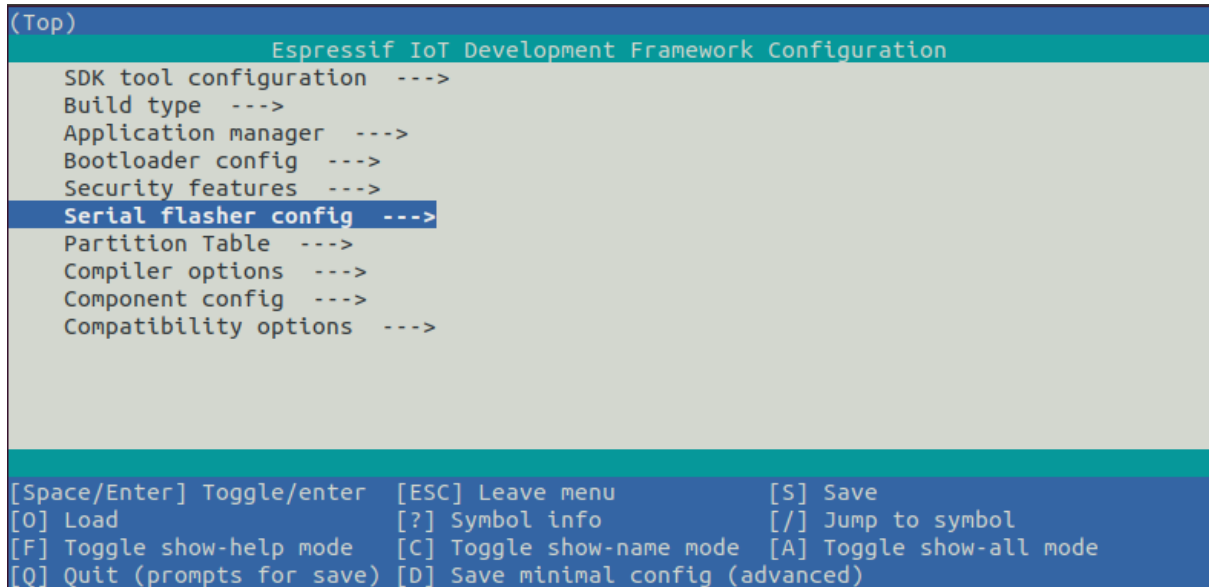 (Top)
Espressif IoT Development Framework Configuration
SDK tool configuration  --->
Build type  --->
Application manager  --->
Bootloader config  --->
Security features  --->
Serial flasher config  --->
Partition Table  --->
Compiler options  --->
Component config  --->
Compatibility options  --->
[Space/Enter] Toggle/enter  [ESC] Leave menu  [S] Save
[O] Load  [?] Symbol info  [/] Jump to symbol
[F] Toggle show-help mode  [C] Toggle show-name mode  [A] Toggle show-all mode
[Q] Quit (prompts for save) [D] Save minimal config (advanced)